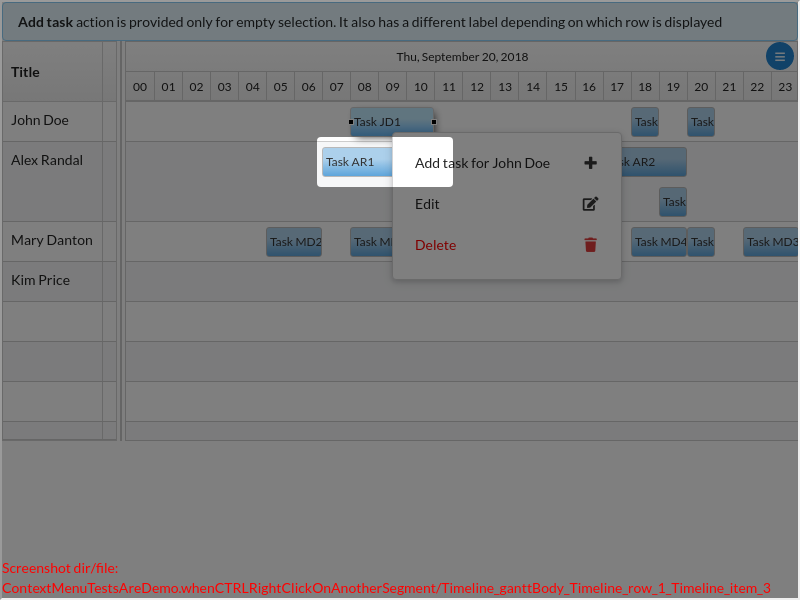 Add task action is provided only for empty selection. It also has a different label depending on which row is displayed
Title
Thu, September 20, 2018
00 01 02 03 04 05 06 07 08 09 10 11 12 13 14 15 16 17 18 19 20 21 22 23
John Doe
Task JD1
Task
Task
Alex Randal
Task AR1
sk AR2
Task
Mary Danton
Task MD2
Task M
Task MD4
Task
Task MD3
Kim Price
Add task for John Doe
Edit
Delete
Screenshot dir/file:
ContextMenuTestsAreDemo.whenCTRLRightClickOnAnotherSegment/Timeline_ganttBody_Timeline_row_1_Timeline_item_3